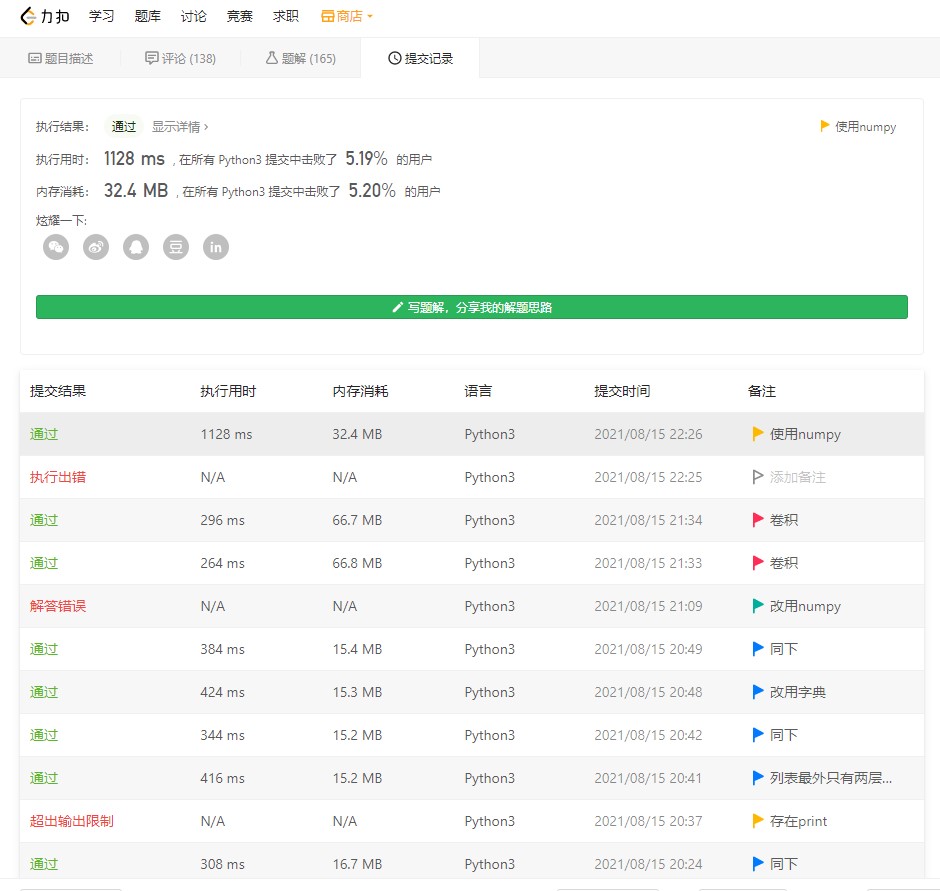 力扣 学习 题库 讨论 竞赛 求职 商店
题目描述 评论 (138) 题解 (165) 提交记录
执行结果： 通过 显示详情 › 使用numpy
执行用时： 1128 ms , 在所有 Python3 提交中击败了 5.19% 的用户
内存消耗： 32.4 MB , 在所有 Python3 提交中击败了 5.20% 的用户
炫耀一下:
豆 in
写题解，分享我的解题思路
提交结果 执行用时 内存消耗 语言 提交时间 备注
通过 1128 ms 32.4 MB Python3 2021/08/15 22:26 使用numpy
执行出错 N/A N/A Python3 2021/08/15 22:25 添加备注
通过 296 ms 66.7 MB Python3 2021/08/15 21:34 卷积
通过 264 ms 66.8 MB Python3 2021/08/15 21:33 卷积
解答错误 N/A N/A Python3 2021/08/15 21:09 改用numpy
通过 384 ms 15.4 MB Python3 2021/08/15 20:49 同下
通过 424 ms 15.3 MB Python3 2021/08/15 20:48 改用字典
通过 344 ms 15.2 MB Python3 2021/08/15 20:42 同下
通过 416 ms 15.2 MB Python3 2021/08/15 20:41 列表最外只有两层...
超出输出限制 N/A N/A Python3 2021/08/15 20:37 存在print
通过 308 ms 16.7 MB Python3 2021/08/15 20:24 同下